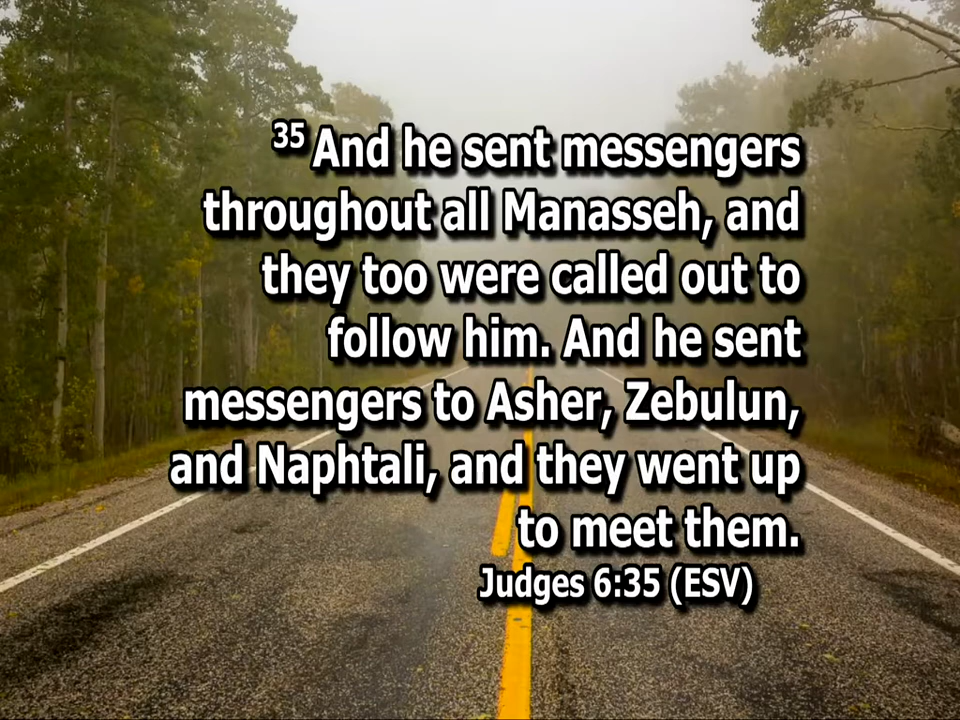 35 And he sent messengers
throughout all Manasseh, and
they too were called out to
follow him. And he sent
messengers to Asher, Zebulun,
and Naphtali, and they went up
to meet them.
Judges 6:35 (ESV)